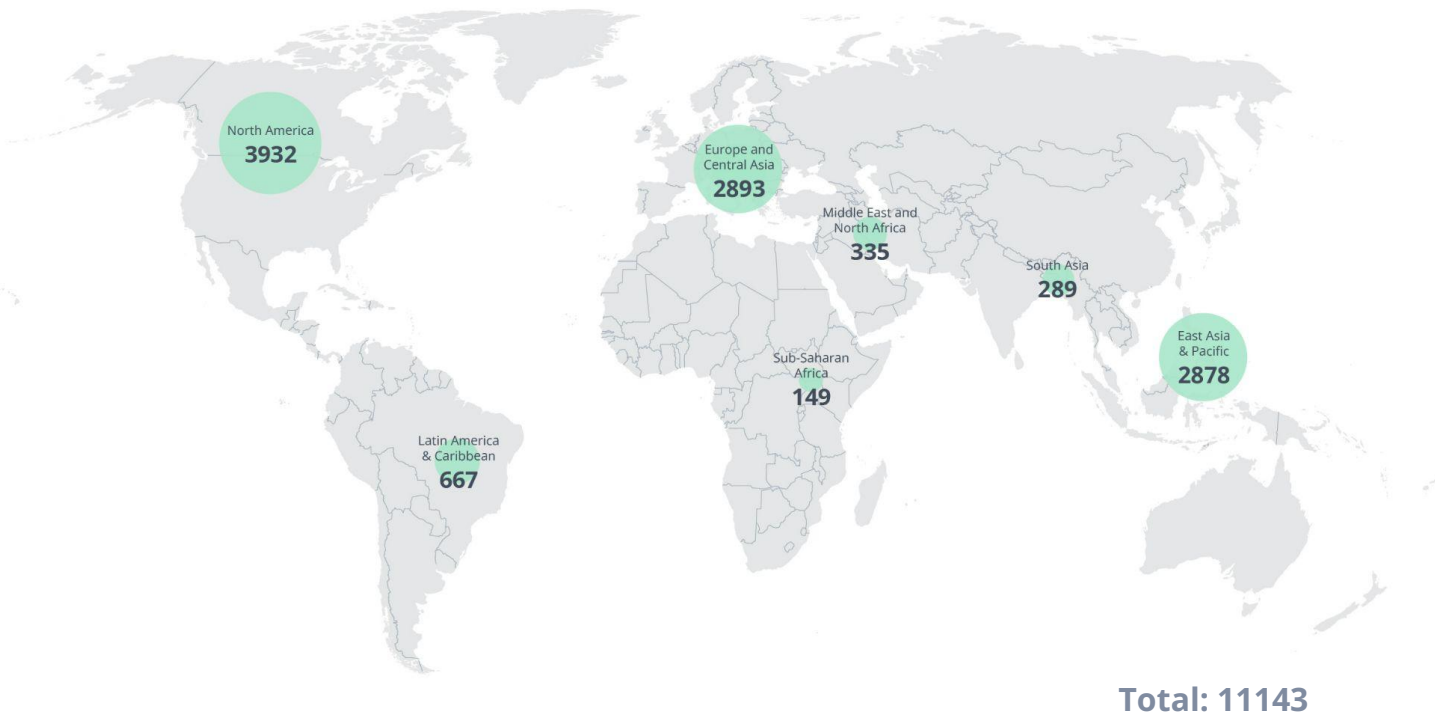 North America
3932
Europe and
Central Asia
2893
Middle East and
North Africa
335
South Asia
289
East Asia
& Pacific
2878
Sub-Saharan
Africa
149
Latin America
& Caribbean
667
Total: 11143